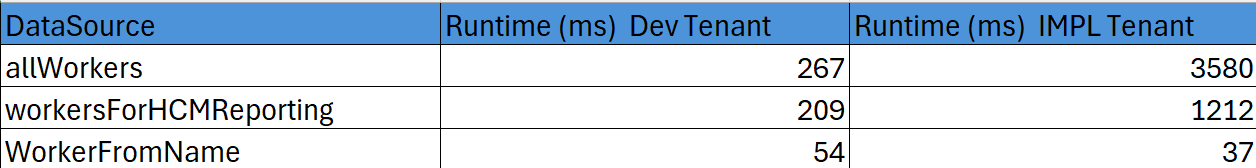 DataSource Runtime (ms)  Dev Tenant Runtime (ms)  IMPL Tenant
allWorkers 267 3580
workersForHCMReporting 209 1212
WorkerFromName 54 37